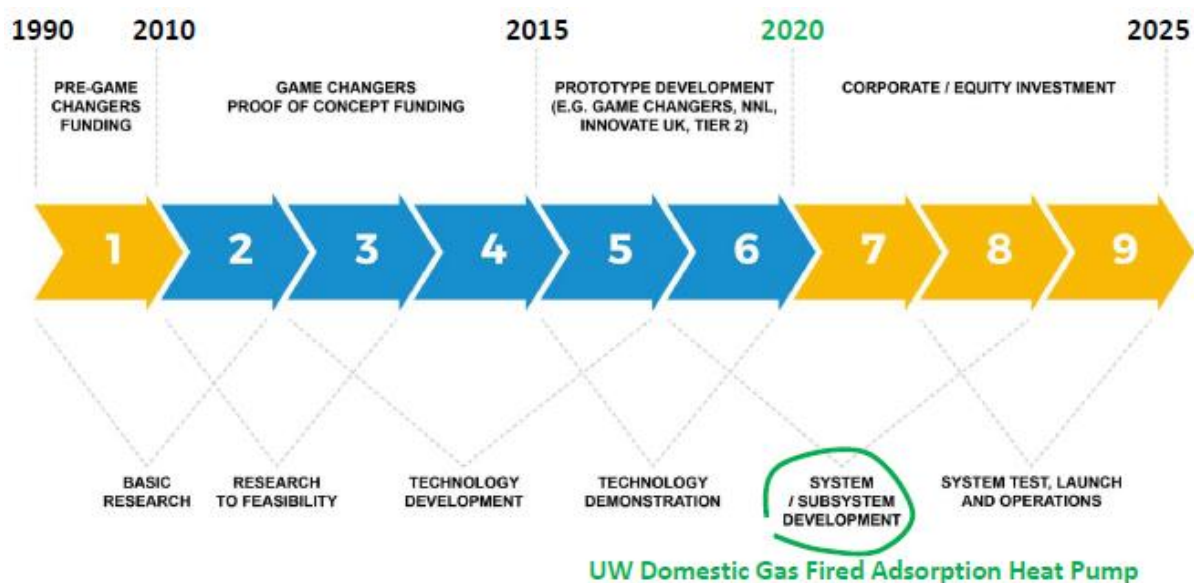 1990 2010 2015 2020 2025
PRE-GAME
CHANGERS
FUNDING
GAME CHANGERS
PROOF OF CONCEPT FUNDING
PROTOTYPE DEVELOPMENT
(E.G. GAME CHANGERS, NNL,
INNOVATE UK, TIER 2)
CORPORATE / EQUITY INVESTMENT
1 2 3 4 5 6 7 8 9
BASIC
RESEARCH
RESEARCH
TO FEASIBILITY
TECHNOLOGY
DEVELOPMENT
TECHNOLOGY
DEMONSTRATION
SYSTEM
/ SUBSYSTEM
DEVELOPMENT
SYSTEM TEST, LAUNCH
AND OPERATIONS
UW Domestic Gas Fired Adsorption Heat Pump